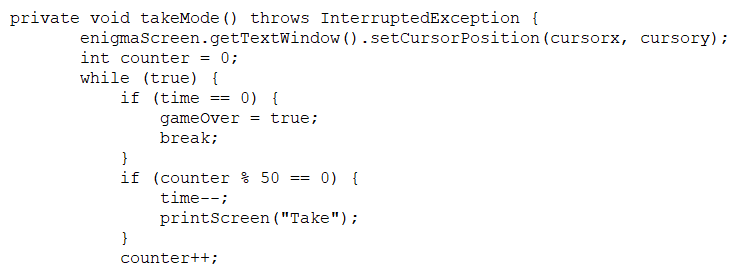 private void takeMode() throws InterruptedException {
enigmaScreen.getTextWindow().setCursorPosition(cursorx, cursory);
int counter = 0;
while (true) {
if (time == 0) {
gameOver = true;
break;
}
if (counter % 50 == 0) {
time--;
printScreen("Take");
}
counter++;